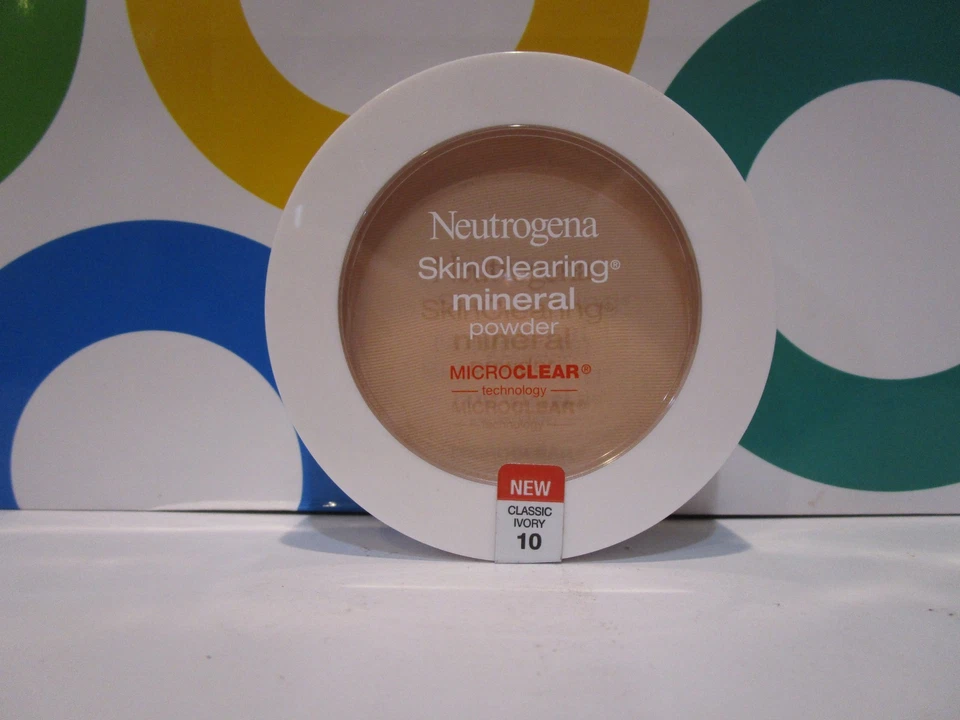 Neutrogena
SkinClearing®
mineral
powder
MICROCLEAR®
technology
NEW
CLASSIC
IVORY
10